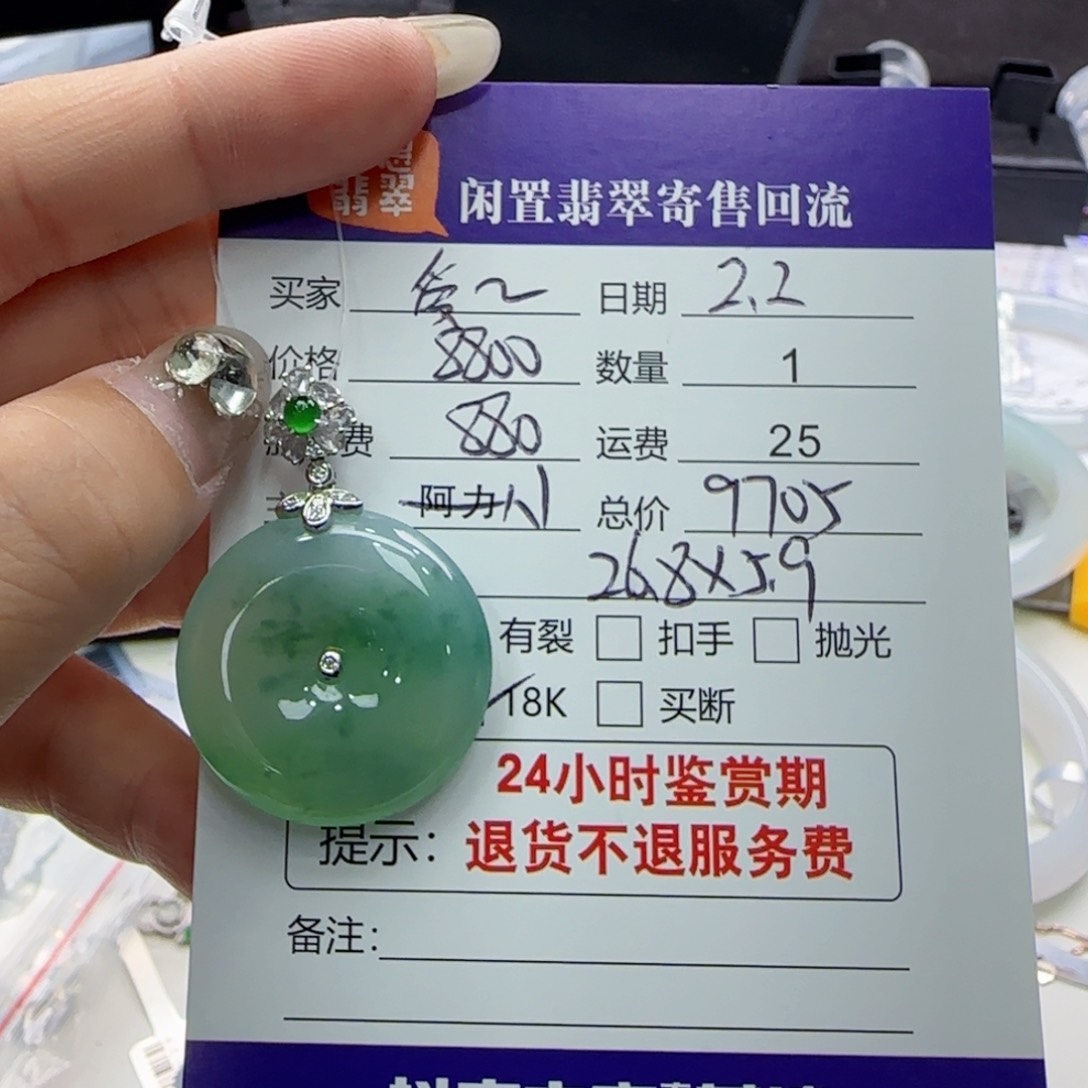 翡翠
闲置翡翠寄售回流
买家 日期 2.2
价格 8800 数量 1
费 880 运费 25
阿力 总价 9705
26.8×5.9
有裂 扣手 抛光
18K 买断
24小时鉴赏期
提示: 退货不退服务费
备注: